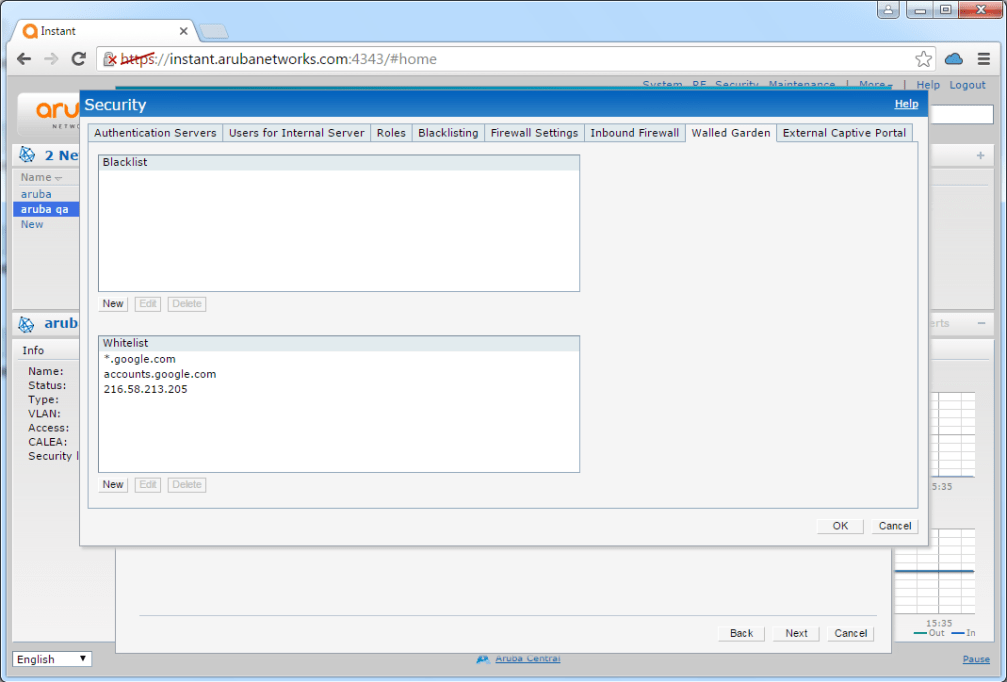 Instant
https://instant.arubanetworks.com:4343/#home
System RF Security Maintenance | More | Help Logout
aru
NETW
Security Help
Authentication Servers Users for Internal Server Roles Blacklisting Firewall Settings Inbound Firewall Walled Garden External Captive Portal
2 Ne
Name
aruba
aruba qa
New
Blacklist
New Edit Delete
Whitelist
*.google.com
accounts.google.com
216.58.213.205
New Edit Delete
OK Cancel
arub
erts
Info
Name:
Status:
Type:
VLAN:
Access:
CALEA:
Security l
5:35
15:35
Out In
Back Next Cancel
English
Aruba Central
Pause